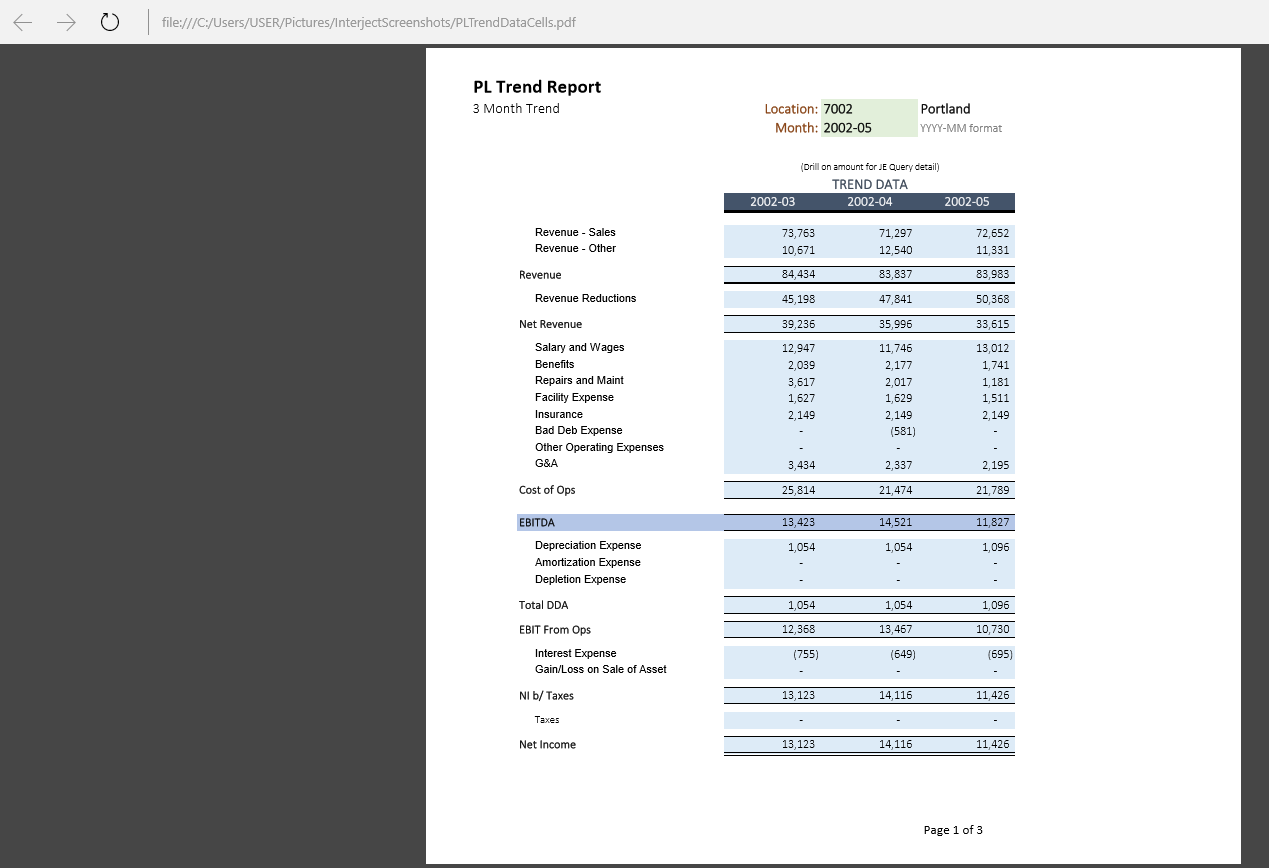 file:///C:/Users/USER/Pictures/InterjectScreenshots/PLTrendDataCells.pdf
PL Trend Report
3 Month Trend
Location: 7002 Portland
Month: 2002-05 YYYY-MM format
(Drill on amount for JE Query detail)
TREND DATA
2002-03 2002-04 2002-05
Revenue - Sales 73,763 71,297 72,652
Revenue - Other 10,671 12,540 11,331
Revenue 84,434 83,837 83,983
Revenue Reductions 45,198 47,841 50,368
Net Revenue 39,236 35,996 33,615
Salary and Wages 12,947 11,746 13,012
Benefits 2,039 2,177 1,741
Repairs and Maint 3,617 2,017 1,181
Facility Expense 1,627 1,629 1,511
Insurance 2,149 2,149 2,149
Bad Deb Expense - (581) -
Other Operating Expenses - - -
G&A 3,434 2,337 2,195
Cost of Ops 25,814 21,474 21,789
EBITDA 13,423 14,521 11,827
Depreciation Expense 1,054 1,054 1,096
Amortization Expense - - -
Depletion Expense - - -
Total DDA 1,054 1,054 1,096
EBIT From Ops 12,368 13,467 10,730
Interest Expense (755) (649) (695)
Gain/Loss on Sale of Asset - - -
NI b/ Taxes 13,123 14,116 11,426
Taxes - - -
Net Income 13,123 14,116 11,426
Page 1 of 3